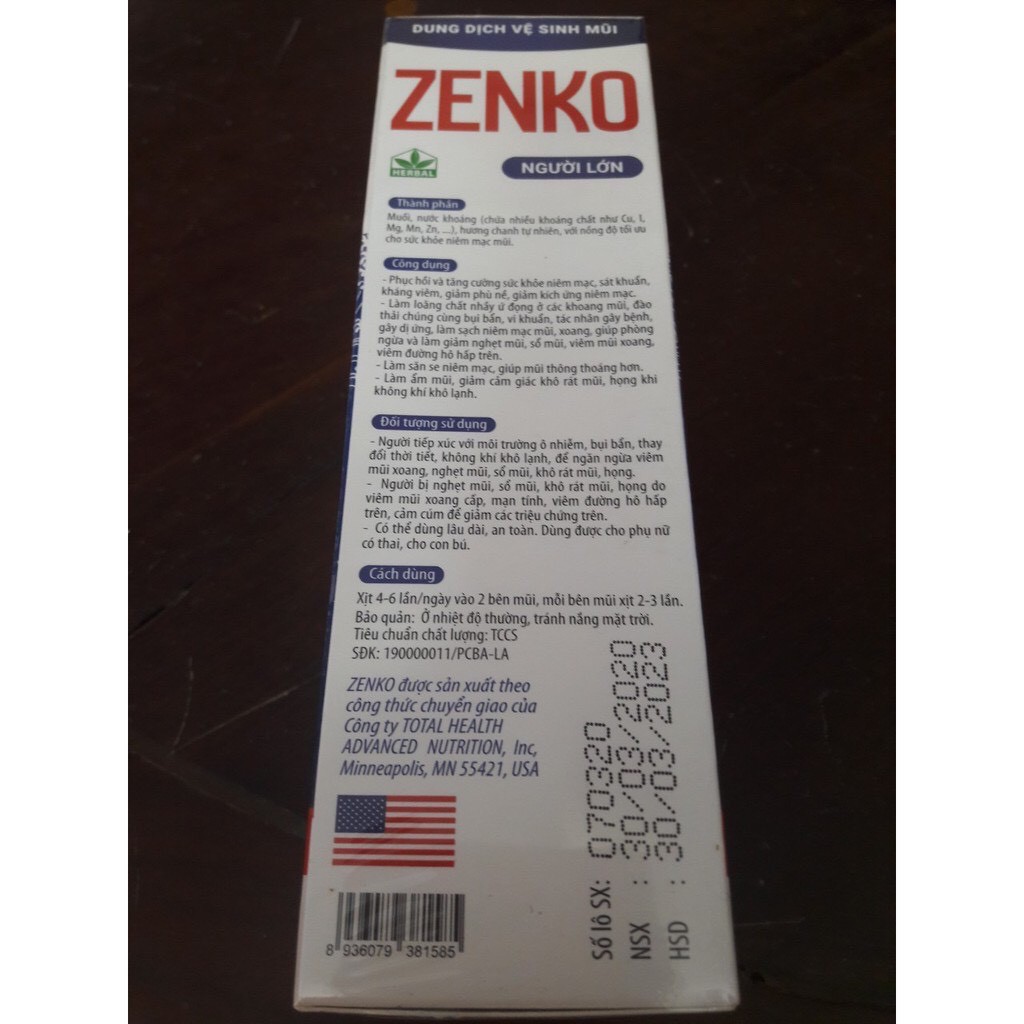 DUNG DỊCH VỆ SINH MŨI
ZENKO
HERBAL
NGƯỜI LỚN
Thành phần
Muối, nước khoáng (chứa nhiều khoáng chất như Cu, I,
Mg, Mn, Zn, ...), hương chanh tự nhiên, với nồng độ tối ưu
cho sức khỏe niêm mạc mũi.
Công dụng
- Phục hồi và tăng cường sức khỏe niêm mạc, sát khuẩn,
kháng viêm, giảm phù nề, giảm kích ứng niêm mạc.
- Làm loãng chất nhầy ứ đọng ở các khoang mũi, đào
thải chúng cùng bụi bẩn, vi khuẩn, tác nhân gây bệnh,
gây dị ứng, làm sạch niêm mạc mũi, xoang, giúp phòng
ngừa và làm giảm nghẹt mũi, sổ mũi, viêm mũi xoang,
viêm đường hô hấp trên.
- Làm săn se niêm mạc, giúp mũi thông thoáng hơn.
- Làm ẩm mũi, giảm cảm giác khô rát mũi, họng khi
không khí khô lạnh.
Đối tượng sử dụng
- Người tiếp xúc với môi trường ô nhiễm, bụi bẩn, thay
đổi thời tiết, không khí khô lạnh, để ngăn ngừa viêm
mũi xoang, nghẹt mũi, sổ mũi, khô rát mũi, họng.
- Người bị nghẹt mũi, sổ mũi, khô rát mũi, họng do
viêm mũi xoang cấp, mạn tính, viêm đường hô hấp
trên, cảm cúm để giảm các triệu chứng trên.
- Có thể dùng lâu dài, an toàn. Dùng được cho phụ nữ
có thai, cho con bú.
Cách dùng
Xịt 4-6 lần/ngày vào 2 bên mũi, mỗi bên mũi xịt 2-3 lần.
Bảo quản: Ở nhiệt độ thường, tránh nắng mặt trời.
Tiêu chuẩn chất lượng: TCCS
SĐK: 190000011/PCBA-LA
ZENKO được sản xuất theo
công thức chuyển giao của
Công ty TOTAL HEALTH
ADVANCED NUTRITION, Inc,
Minneapolis, MN 55421, USA
Số lô SX: 070320
NSX : 30/03/2020
HSD : 30/03/2023
8 936079 381585